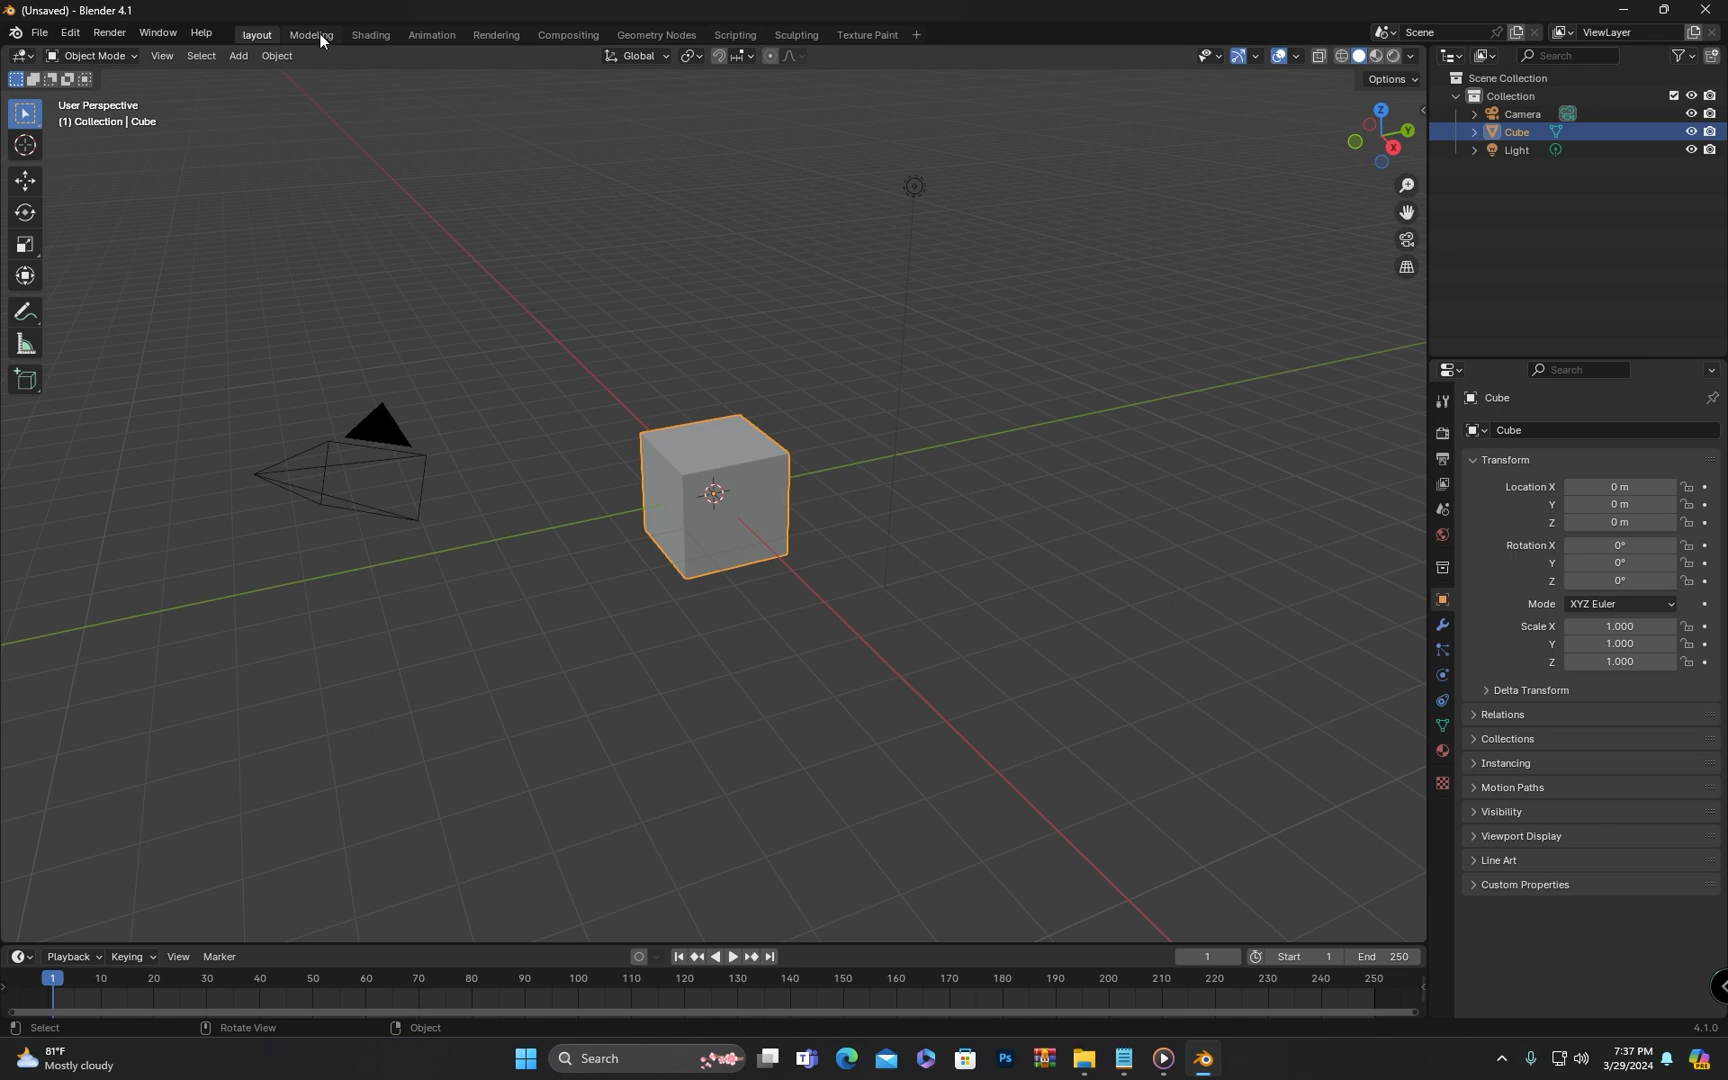 (Unsaved) - Blender 4.1
File Edit Render Window Help layout Modeling Shading Animation Rendering Compositing Geometry Nodes Scripting Sculpting Texture Paint + Scene ViewLayer
Object Mode View Select Add Object Global Search
Options
User Perspective
(1) Collection | Cube
Z
Y
X
Scene Collection
Collection
Camera
Cube
Light
Search
Cube
Cube
Transform
Location X 0 m
Y 0 m
Z 0 m
Rotation X 0°
Y 0°
Z 0°
Mode XYZ Euler
Scale X 1.000
Y 1.000
Z 1.000
Delta Transform
Relations
Collections
Instancing
Motion Paths
Visibility
Viewport Display
Line Art
Custom Properties
Playback Keying View Marker 1 Start 1 End 250
1 10 20 30 40 50 60 70 80 90 100 110 120 130 140 150 160 170 180 190 200 210 220 230 240 250
Select Rotate View Object 4.1.0
81°F
Mostly cloudy
Search
Ps
PRE
7:37 PM
3/29/2024